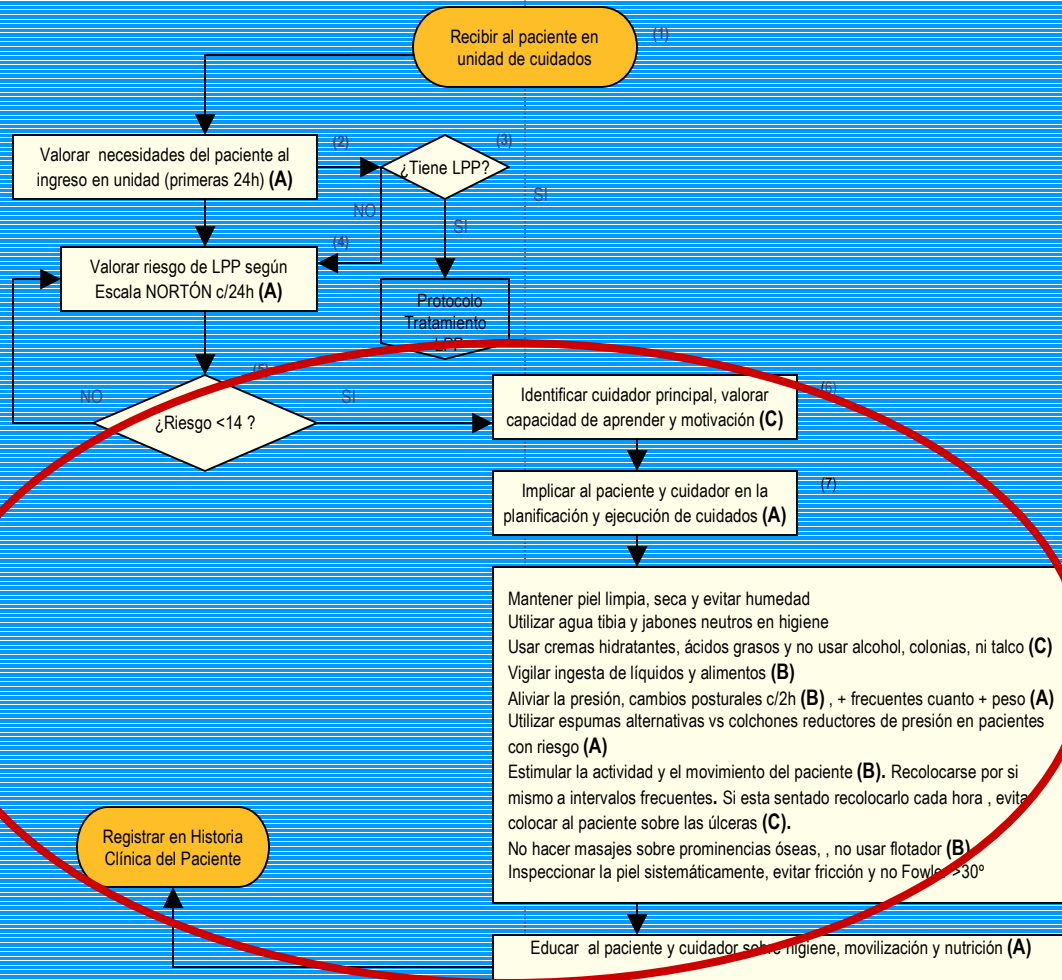 Recibir al paciente en
unidad de cuidados
(1)
Valorar necesidades del paciente al
ingreso en unidad (primeras 24h) (A)
(2)
(3)
¿Tiene LPP?
NO
SI
SI
(4)
Valorar riesgo de LPP según
Escala NORTÓN c/24h (A)
Protocolo
Tratamiento
LPP
(5)
NO
¿Riesgo <14 ?
SI
Identificar cuidador principal, valorar
capacidad de aprender y motivación (C)
(6)
Implicar al paciente y cuidador en la
planificación y ejecución de cuidados (A)
(7)
Mantener piel limpia, seca y evitar humedad
Utilizar agua tibia y jabones neutros en higiene
Usar cremas hidratantes, ácidos grasos y no usar alcohol, colonias, ni talco (C)
Vigilar ingesta de líquidos y alimentos (B)
Aliviar la presión, cambios posturales c/2h (B) , + frecuentes cuanto + peso (A)
Utilizar espumas alternativas vs colchones reductores de presión en pacientes
con riesgo (A)
Estimular la actividad y el movimiento del paciente (B). Recolocarse por si
mismo a intervalos frecuentes. Si esta sentado recolocarlo cada hora , evitar
colocar al paciente sobre las úlceras (C).
No hacer masajes sobre prominencias óseas, , no usar flotador (B)
Inspeccionar la piel sistemáticamente, evitar fricción y no Fowler >30º
Educar al paciente y cuidador sobre higiene, movilización y nutrición (A)
Registrar en Historia
Clínica del Paciente